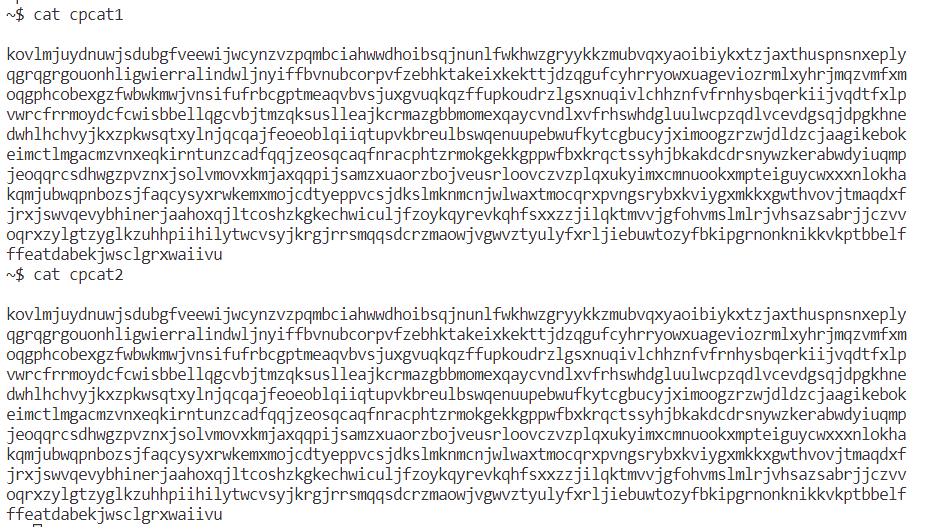 ~$ cat cpcat1
kovlmjuydnuwjsdubgfveewijwcynzvzpqmbciahwwdhoibsqjnunlfwkhwzgryykkzmubvqxyaoibiykxtzjaxthuspnsnxeply
qgrqgrgouonhligwierralindwljnyiffbvnubcorpvfzebhktakeixkekttjdzqgufcyhrryowxuageviozrmlxyhrjmqzvmfxm
oqgphcobexgzfwbwkmwjvnsifufrbcgptmeaqvbvsjuxgvuqkqzffupkoudrzlgsxnuqivlchhznfvfrnhysbqerkiijvqdtfxlp
vwrcfrrmoydcfcwisbbellqgcvbjtmzqksuslleajkcrmazgbbmomexqaycvndlxvfrhswhdgluulwcpzqdlvcevdgsqjdpgkhne
dwhlhchvyjkxzpkwsqtxylnjqcqajfeoeoblqiiqtupvkbreulbswqenuupebwufkytcgbucyjximoogzrzwjdldzcjaagikebok
eimctlmgacmzvnxeqkirntunzcadfqqjzeosqcaqfnracphtzrmokgekkgppwfbxkrqctssyhjbkakdcdrsnywzkerabwdyiuqmp
jeoqqrcsdhwgzpvznxjsolvmovxkmjaxqqpijsamzxuaorzbojveusrloovczvzplqxukyimxcmnuookxmpteiguycwxxxnlokha
kqmjubwqpnbozsjfaqcysyxrwkemxmojcdtyeppvcsjdkslmknmcnjwlwaxtmocqrxpvngsrybxkviygxmkkxgwthvovjtmaqdxf
jrxjswvqevybhinerjaahoxqjltcoshzkgkechwiculjfzoykqyrevkqhfsxxzzjilqktmvvjgfohvmslmlrjvhsazsabrjjczvv
oqrxzylgtzyglkzuhhpiihilytwcvsyjkrgjrrsmqqsdcrzmaowjvgwvztyulyfxrljiebuwtozyfbkipgrnonknikkvkptbbelf
ffeatdabekjwsclgrxwaiivu
~$ cat cpcat2
kovlmjuydnuwjsdubgfveewijwcynzvzpqmbciahwwdhoibsqjnunlfwkhwzgryykkzmubvqxyaoibiykxtzjaxthuspnsnxeply
qgrqgrgouonhligwierralindwljnyiffbvnubcorpvfzebhktakeixkekttjdzqgufcyhrryowxuageviozrmlxyhrjmqzvmfxm
oqgphcobexgzfwbwkmwjvnsifufrbcgptmeaqvbvsjuxgvuqkqzffupkoudrzlgsxnuqivlchhznfvfrnhysbqerkiijvqdtfxlp
vwrcfrrmoydcfcwisbbellqgcvbjtmzqksuslleajkcrmazgbbmomexqaycvndlxvfrhswhdgluulwcpzqdlvcevdgsqjdpgkhne
dwhlhchvyjkxzpkwsqtxylnjqcqajfeoeoblqiiqtupvkbreulbswqenuupebwufkytcgbucyjximoogzrzwjdldzcjaagikebok
eimctlmgacmzvnxeqkirntunzcadfqqjzeosqcaqfnracphtzrmokgekkgppwfbxkrqctssyhjbkakdcdrsnywzkerabwdyiuqmp
jeoqqrcsdhwgzpvznxjsolvmovxkmjaxqqpijsamzxuaorzbojveusrloovczvzplqxukyimxcmnuookxmpteiguycwxxxnlokha
kqmjubwqpnbozsjfaqcysyxrwkemxmojcdtyeppvcsjdkslmknmcnjwlwaxtmocqrxpvngsrybxkviygxmkkxgwthvovjtmaqdxf
jrxjswvqevybhinerjaahoxqjltcoshzkgkechwiculjfzoykqyrevkqhfsxxzzjilqktmvvjgfohvmslmlrjvhsazsabrjjczvv
oqrxzylgtzyglkzuhhpiihilytwcvsyjkrgjrrsmqqsdcrzmaowjvgwvztyulyfxrljiebuwtozyfbkipgrnonknikkvkptbbelf
ffeatdabekjwsclgrxwaiivu